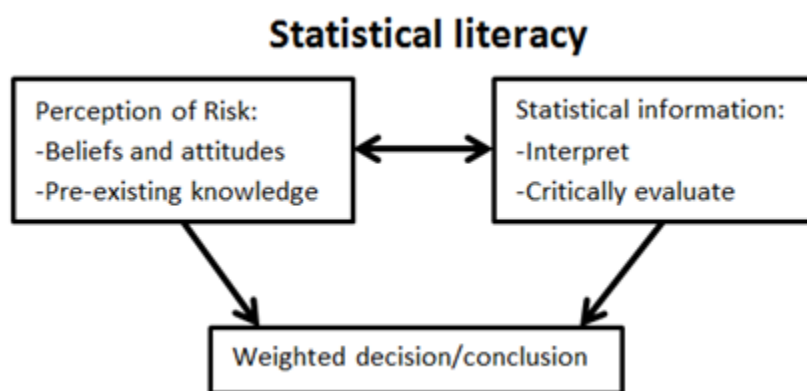 Statistical literacy
Perception of Risk:
-Beliefs and attitudes
-Pre-existing knowledge
Statistical information:
-Interpret
-Critically evaluate
Weighted decision/conclusion